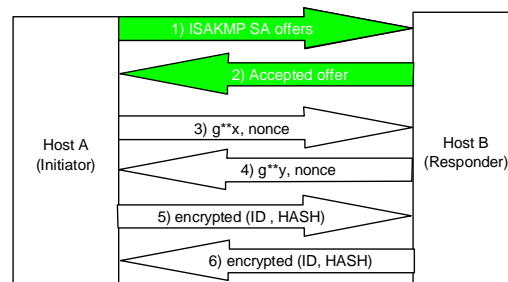 1) ISAKMP SA offers
2) Accepted offer
3) g**x, nonce
Host A
(Initiator)
Host B
(Responder)
4) g**y, nonce
5) encrypted (ID , HASH)
6) encrypted (ID, HASH)